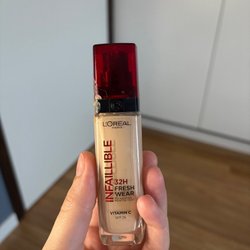 L'ORÉAL
PARIS
INFAILLIBLE
32H
FRESH
WEAR
VITAMIN C